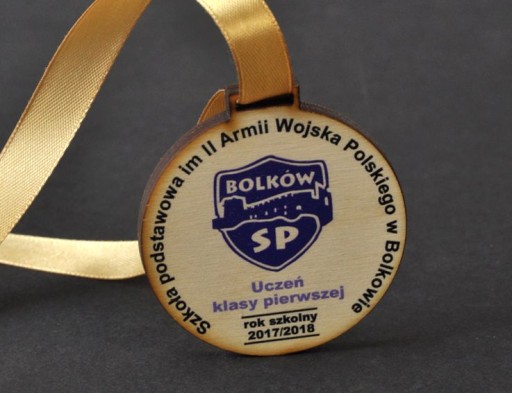 Szkoła podstawowa im II Armii Wojska Polskiego w Bolkowie
BOLKÓW
SP
Uczeń
klasy pierwszej
rok szkolny
2017/2018